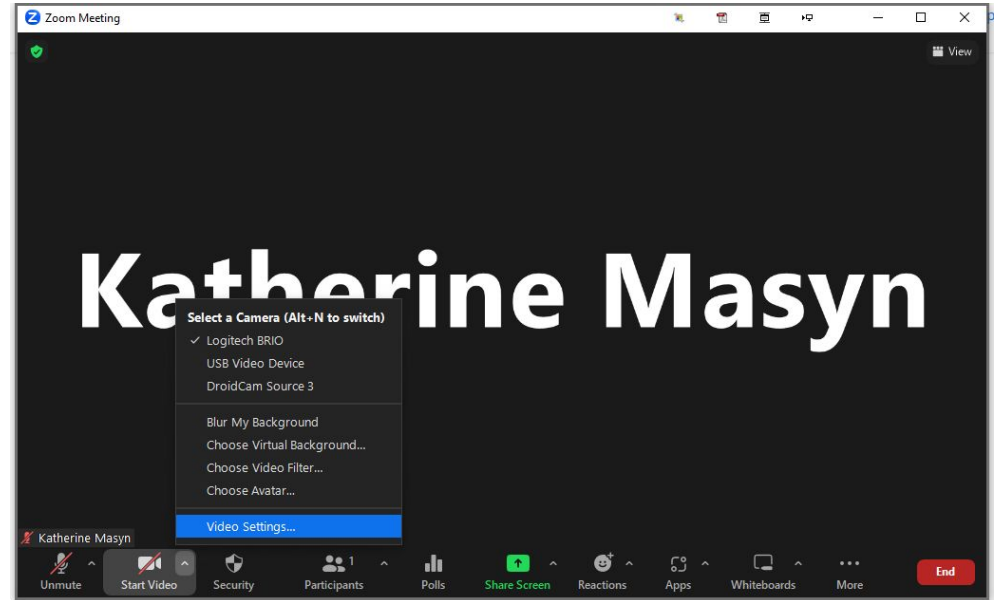 Zoom Meeting
View
Katherine Masyn
Select a Camera (Alt+N to switch)
Logitech BRIO
USB Video Device
DroidCam Source 3
Blur My Background
Choose Virtual Background...
Choose Video Filter...
Choose Avatar...
Video Settings...
Katherine Masyn
Unmute
Start Video
Security
1
Participants
Polls
Share Screen
Reactions
Apps
Whiteboards
More
End